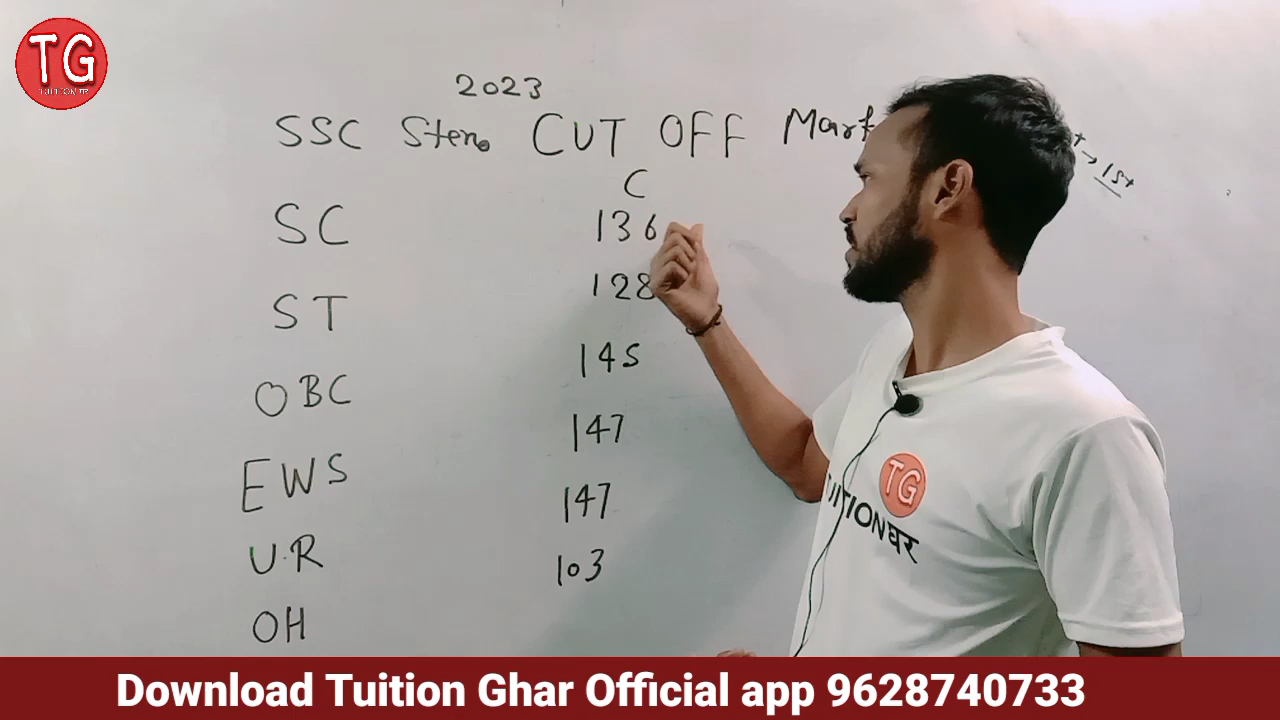 TG
2023
SSC Steno CUT OFF Mark
1st
C
SC 136
ST 128
OBC 145
EWS 147
U.R 147
OH 103
TG
TUITIONघर
Download Tuition Ghar Official app 9628740733